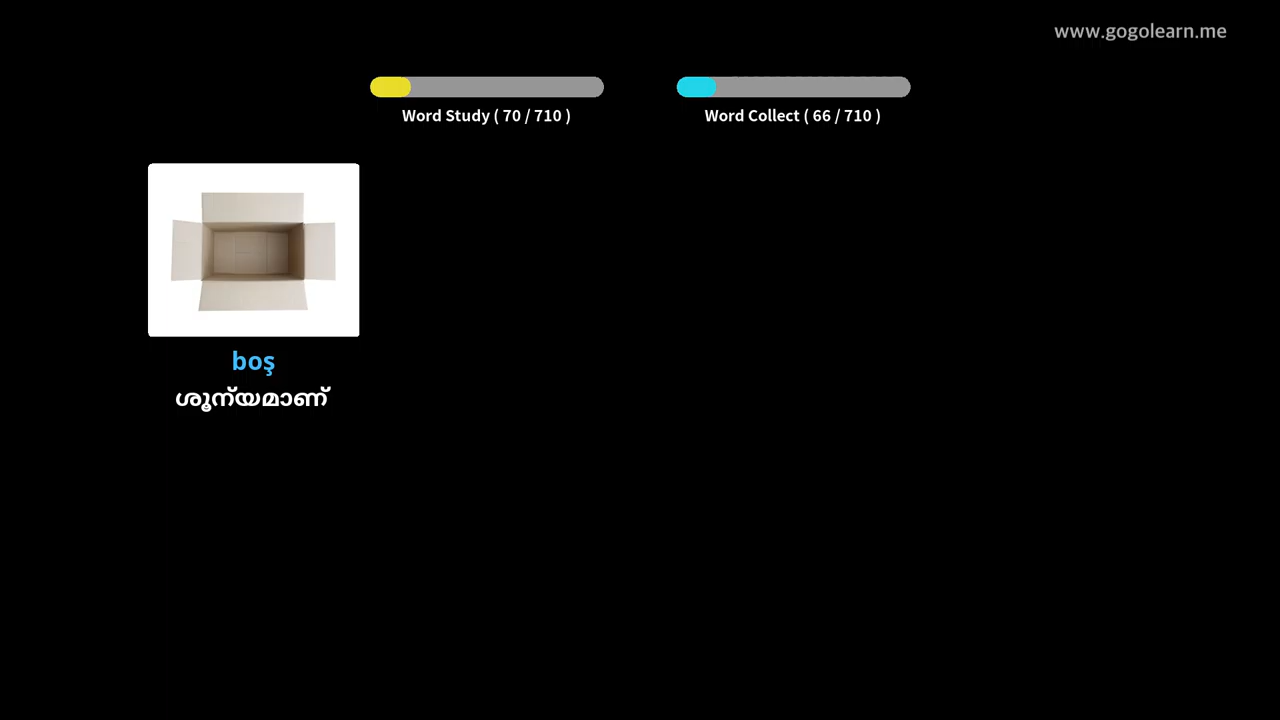 www.gogolearn.me
Word Study ( 70 / 710 )
Word Collect ( 66 / 710 )
boş
ശൂന്യമാണ്